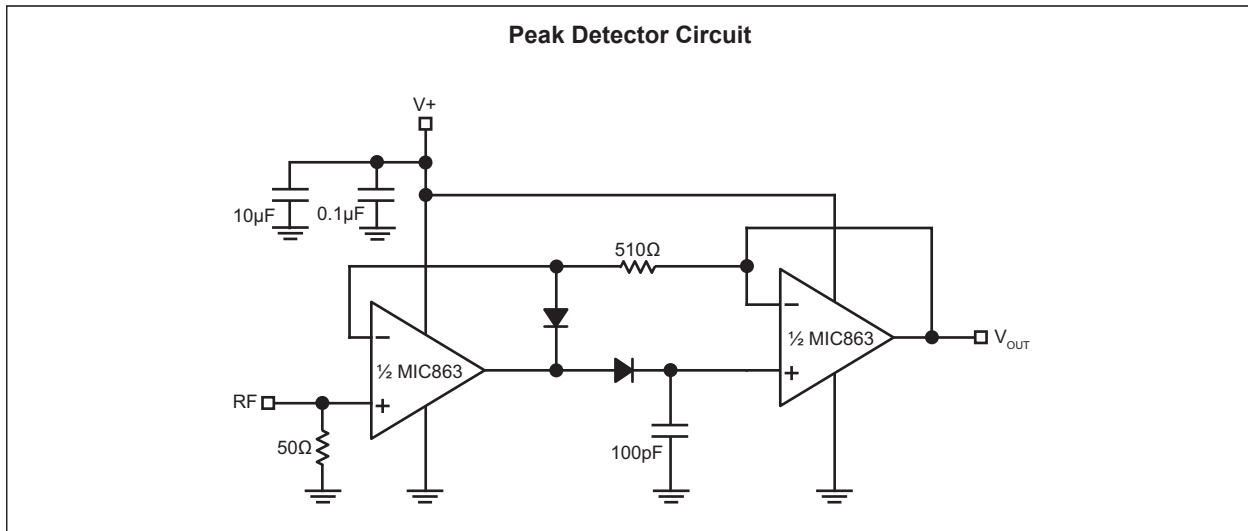 Peak Detector Circuit
V+
10µF
0.1µF
510Ω
−
½ MIC863
+
−
½ MIC863
+
V_OUT
RF
50Ω
100pF